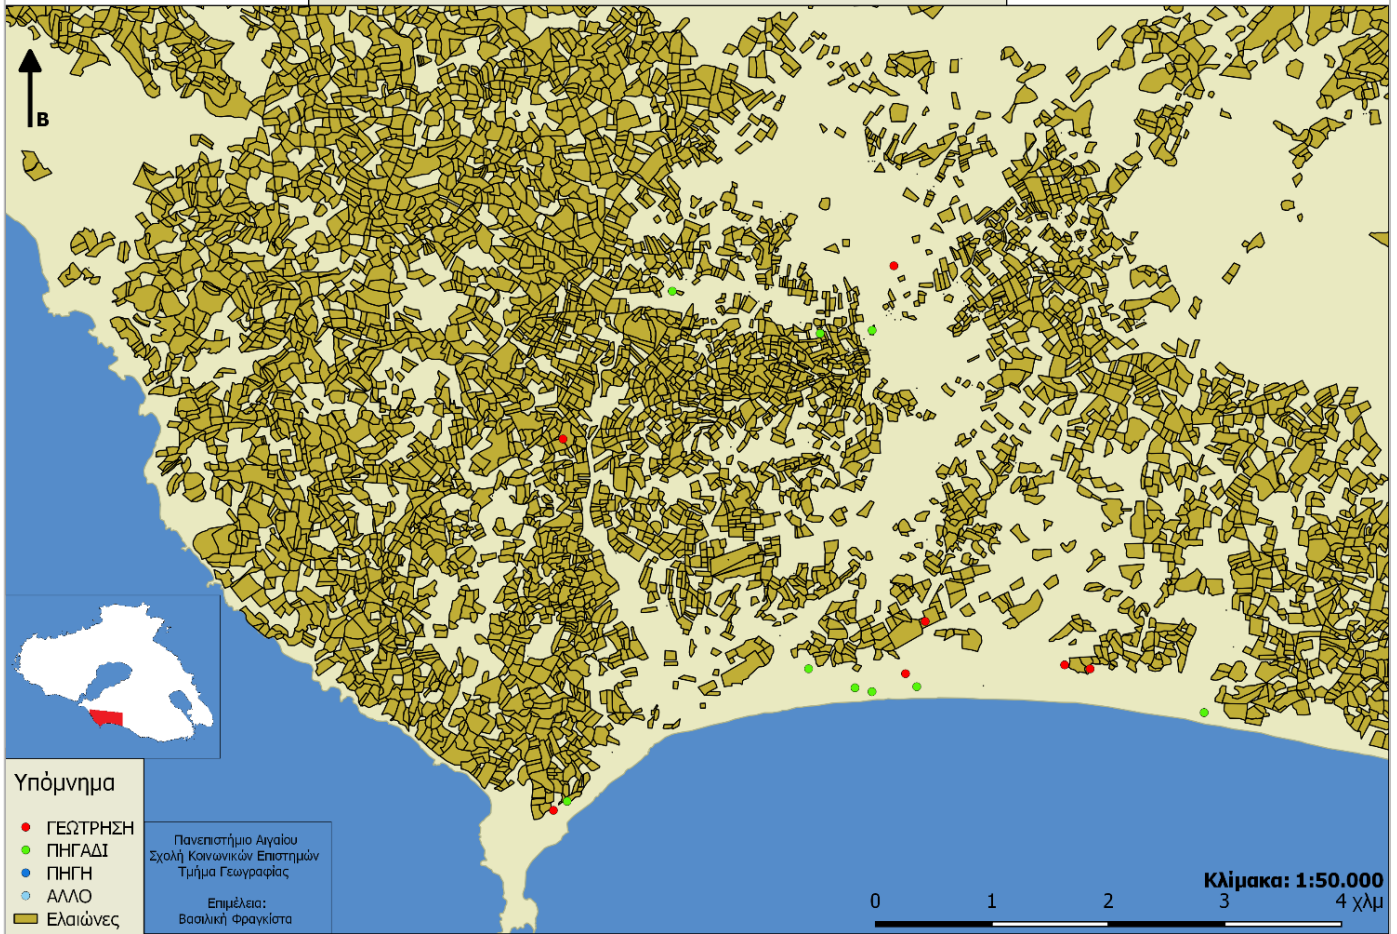 Β
Υπόμνημα
ΓΕΩΤΡΗΣΗ
ΠΗΓΑΔΙ
ΠΗΓΗ
ΑΛΛΟ
Ελαιώνες
Πανεπιστήμιο Αιγαίου
Σχολή Κοινωνικών Επιστημών
Τμήμα Γεωγραφίας
Επιμέλεια:
Βασιλική Φραγκίστα
Κλίμακα: 1:50.000
0 1 2 3 4 χλμ